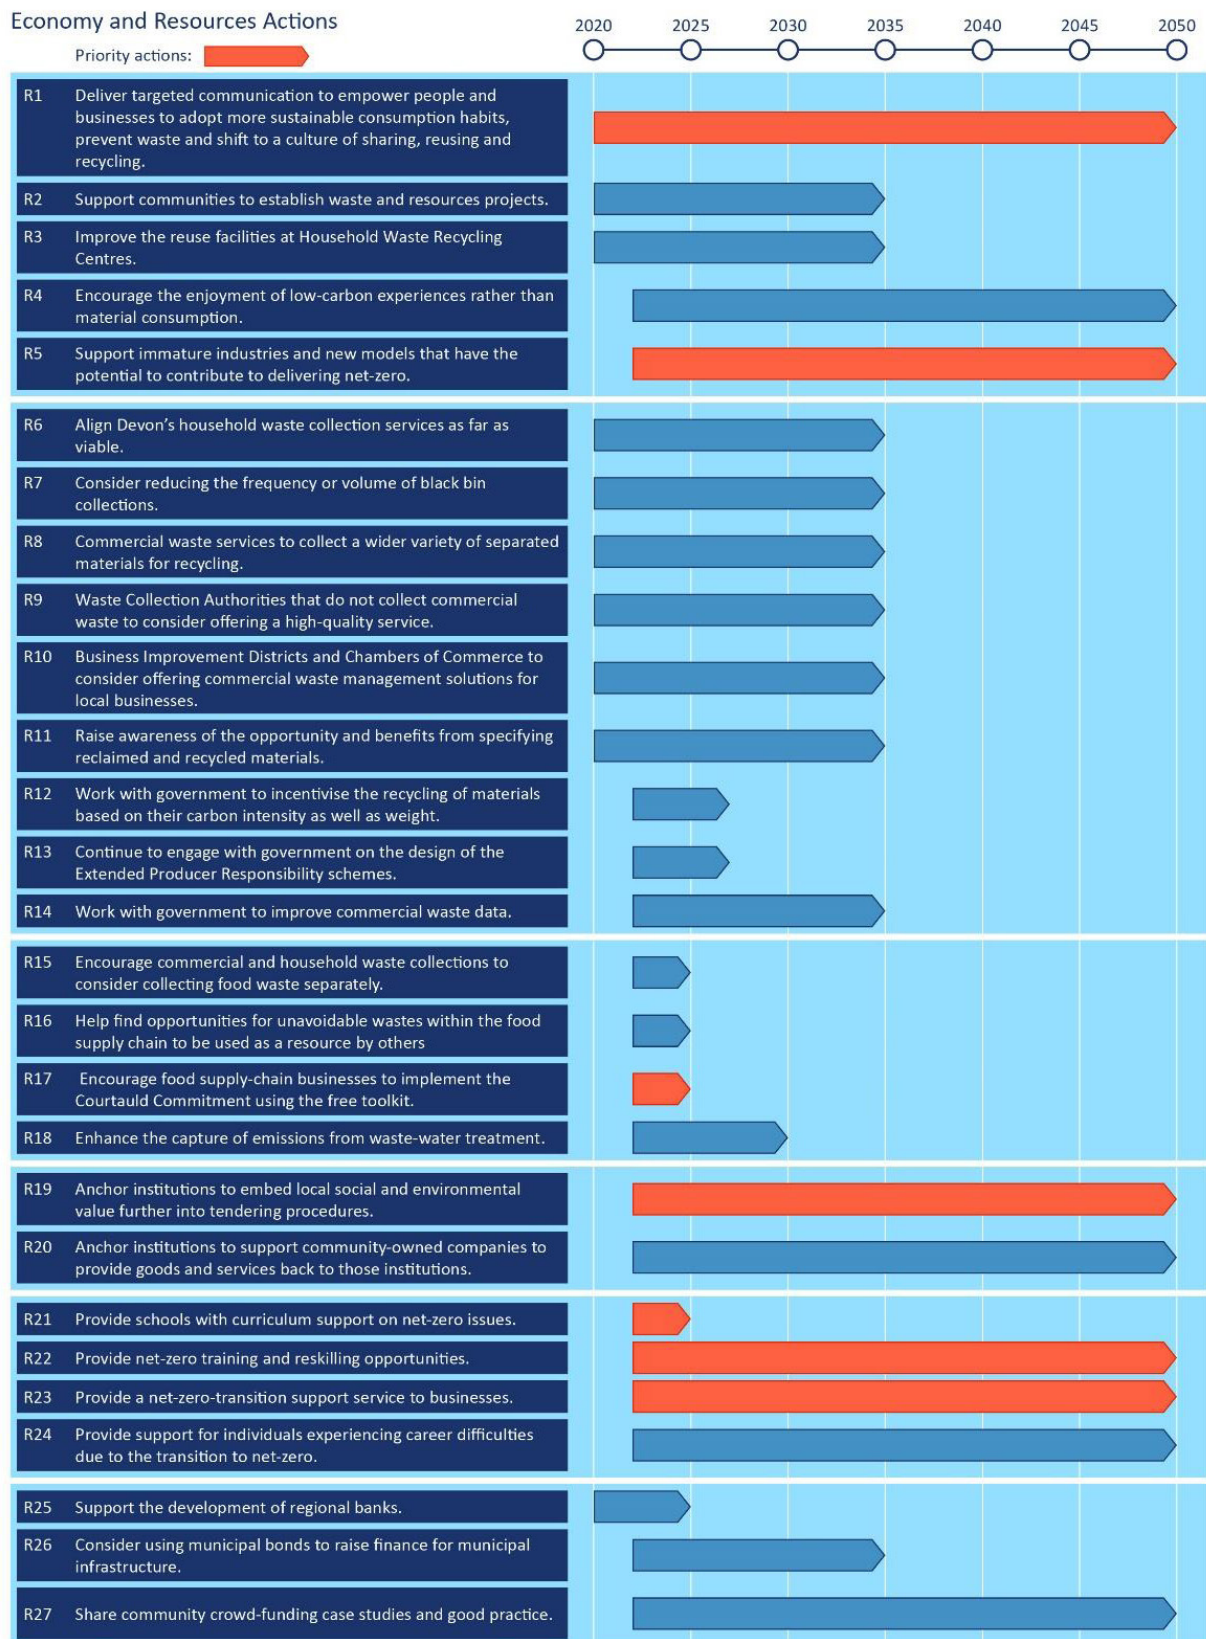 Economy and Resources Actions
Priority actions:
2020 2025 2030 2035 2040 2045 2050
R1 Deliver targeted communication to empower people and
businesses to adopt more sustainable consumption habits,
prevent waste and shift to a culture of sharing, reusing and
recycling.
R2 Support communities to establish waste and resources projects.
R3 Improve the reuse facilities at Household Waste Recycling
Centres.
R4 Encourage the enjoyment of low-carbon experiences rather than
material consumption.
R5 Support immature industries and new models that have the
potential to contribute to delivering net-zero.
R6 Align Devon’s household waste collection services as far as
viable.
R7 Consider reducing the frequency or volume of black bin
collections.
R8 Commercial waste services to collect a wider variety of separated
materials for recycling.
R9 Waste Collection Authorities that do not collect commercial
waste to consider offering a high-quality service.
R10 Business Improvement Districts and Chambers of Commerce to
consider offering commercial waste management solutions for
local businesses.
R11 Raise awareness of the opportunity and benefits from specifying
reclaimed and recycled materials.
R12 Work with government to incentivise the recycling of materials
based on their carbon intensity as well as weight.
R13 Continue to engage with government on the design of the
Extended Producer Responsibility schemes.
R14 Work with government to improve commercial waste data.
R15 Encourage commercial and household waste collections to
consider collecting food waste separately.
R16 Help find opportunities for unavoidable wastes within the food
supply chain to be used as a resource by others
R17 Encourage food supply-chain businesses to implement the
Courtauld Commitment using the free toolkit.
R18 Enhance the capture of emissions from waste-water treatment.
R19 Anchor institutions to embed local social and environmental
value further into tendering procedures.
R20 Anchor institutions to support community-owned companies to
provide goods and services back to those institutions.
R21 Provide schools with curriculum support on net-zero issues.
R22 Provide net-zero training and reskilling opportunities.
R23 Provide a net-zero-transition support service to businesses.
R24 Provide support for individuals experiencing career difficulties
due to the transition to net-zero.
R25 Support the development of regional banks.
R26 Consider using municipal bonds to raise finance for municipal
infrastructure.
R27 Share community crowd-funding case studies and good practice.